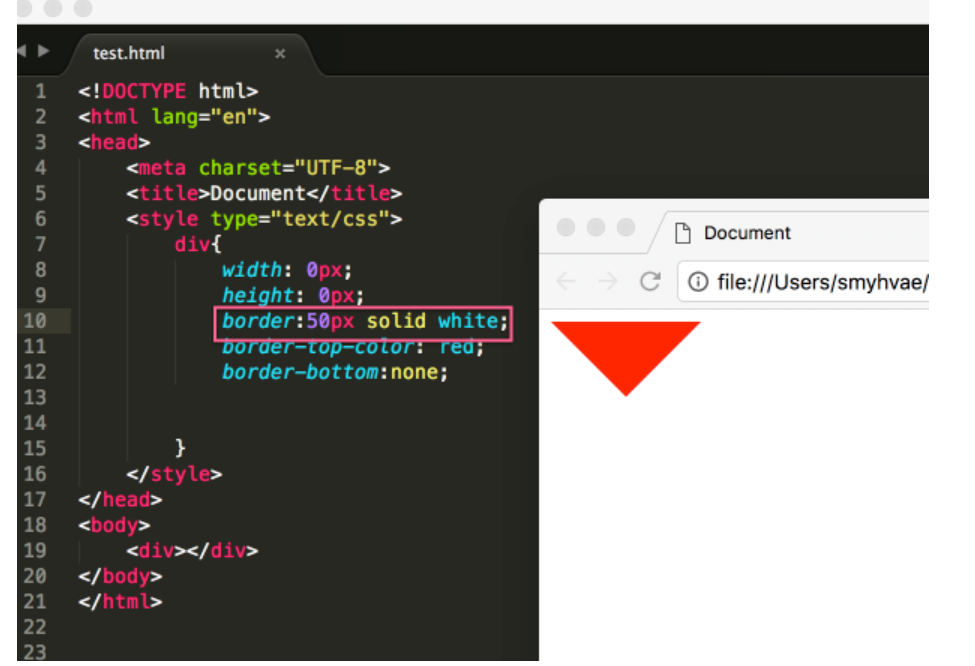 test.html ×
1 <!DOCTYPE html>
2 <html lang="en">
3 <head>
4 <meta charset="UTF-8">
5 <title>Document</title>
6 <style type="text/css">
7 div{
8 width: 0px;
9 height: 0px;
10 border:50px solid white;
11 border-top-color: red;
12 border-bottom:none;
13
14
15 }
16 </style>
17 </head>
18 <body>
19 <div></div>
20 </body>
21 </html>
22
23
Document
file:///Users/smyhvae/